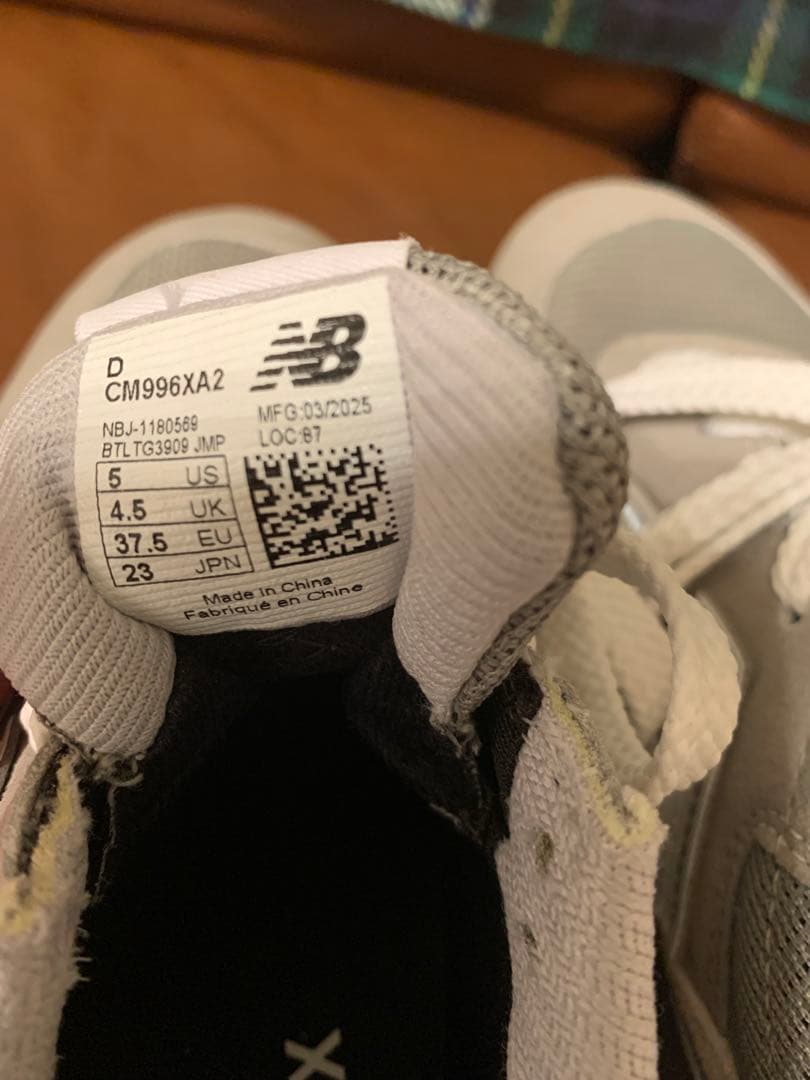 D
CM996XA2
NB
NBJ-1180569
BTLTG3909 JMP
MFG:03/2025
LOC:87
5 US
4.5 UK
37.5 EU
23 JPN
Made in China
Fabriqué en Chine
X